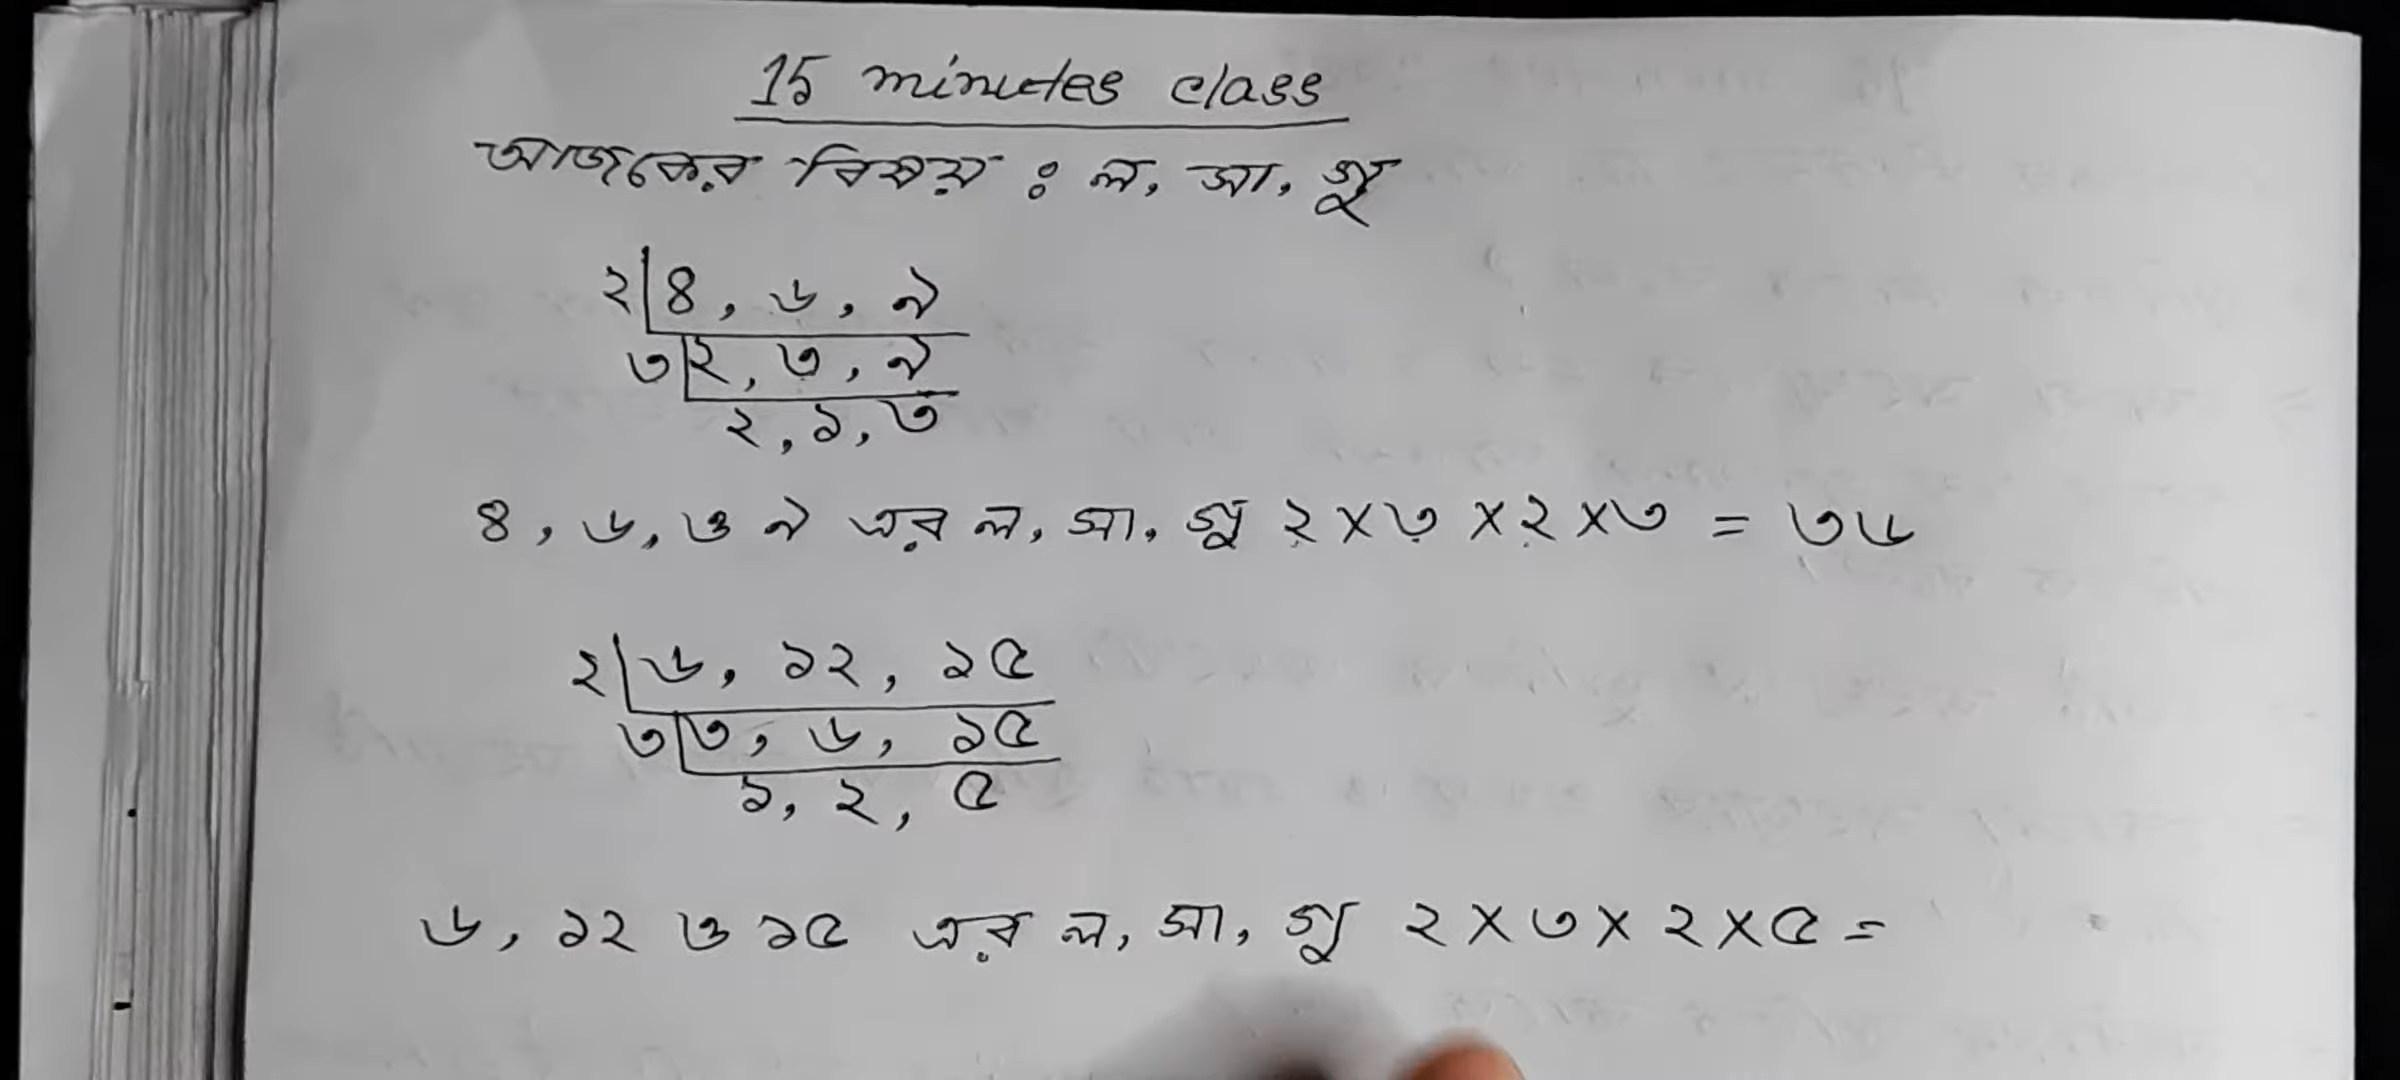 15 minutes class
আজকের বিষয় : ল, সা, গু
২|৪, ৬, ৯
৩|২, ৩, ৯
২, ১, ৩
৪, ৬, ও ৯ এর ল, সা, গু ২ × ৩ × ২ × ৩ = ৩৬
২|৬, ১২, ১৫
৩|৩, ৬, ১৫
১, ২, ৫
৬, ১২ ও ১৫ এর ল, সা, গু ২ × ৩ × ২ × ৫ =